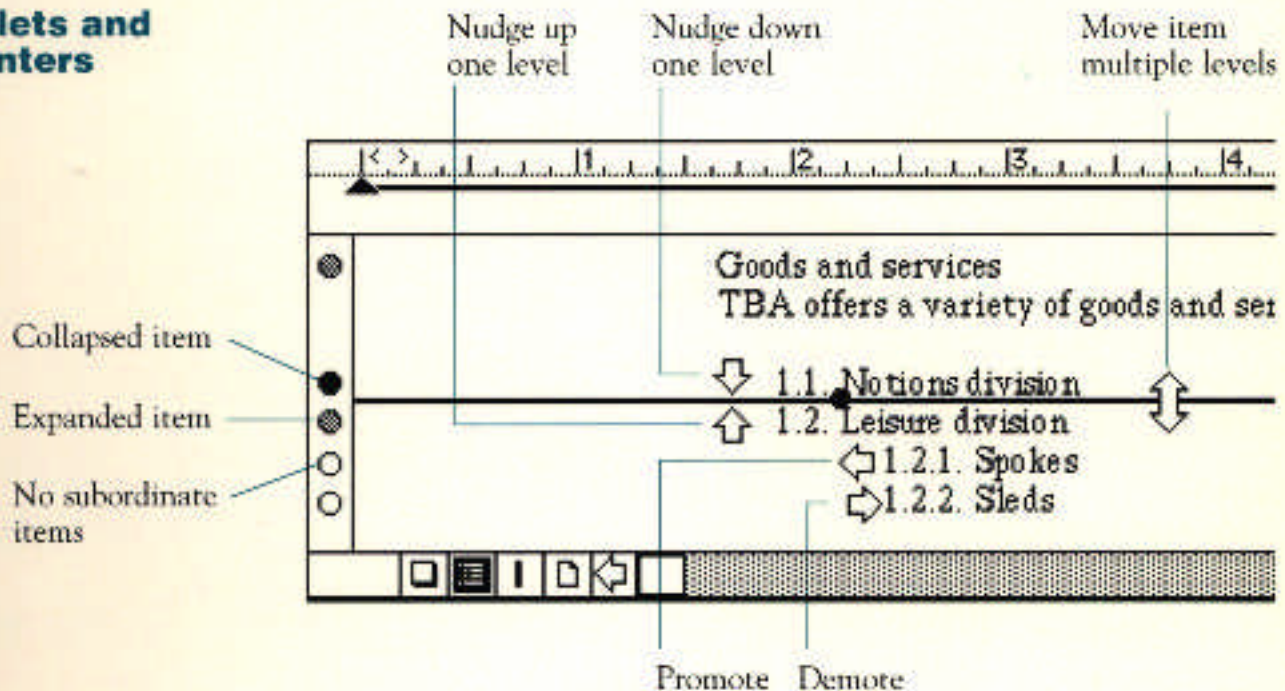 lets and
nters
Nudge up
one level
Nudge down
one level
Move item
multiple levels
< >
1 2 3 4
Goods and services
TBA offers a variety of goods and ser
Collapsed item
1.1. Notions division
Expanded item
1.2. Leisure division
1.2.1. Spokes
No subordinate
items
1.2.2. Sleds
Promote Demote